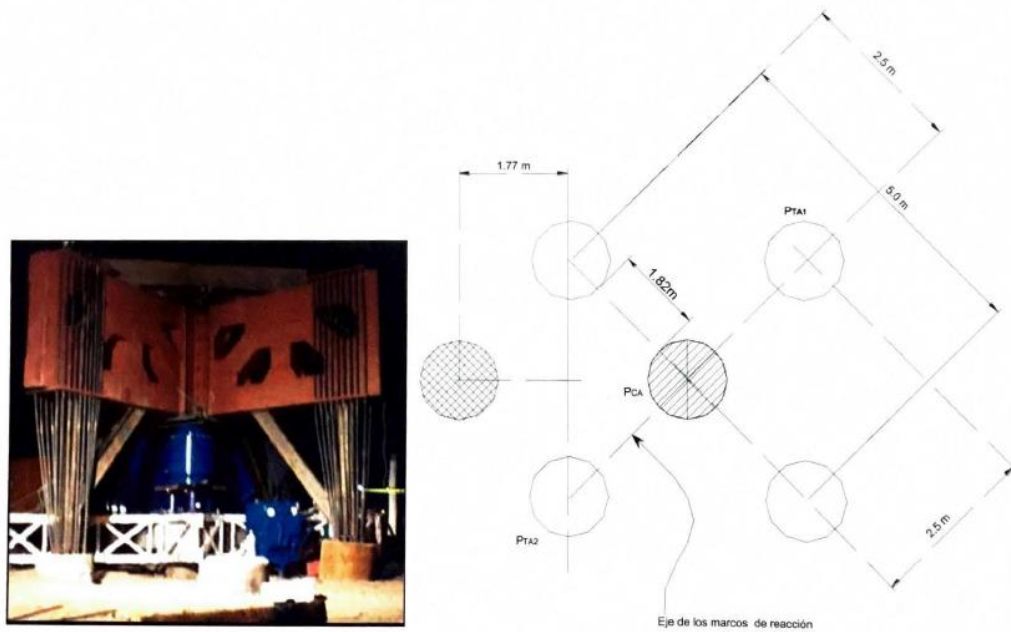 2.5 m
1.77 m
5.0 m
PTA1
1.82m
PCA
PTA2
2.5 m
Eje de los marcos de reacción